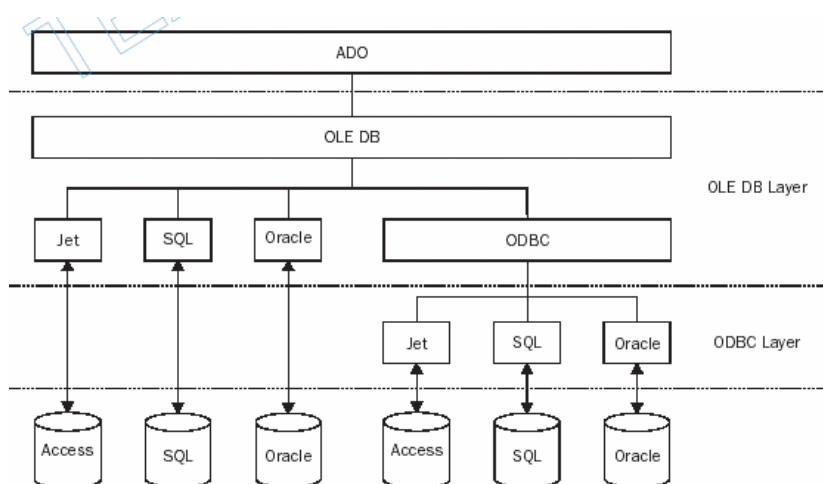 ADO
OLE DB
OLE DB Layer
Jet
SQL
Oracle
ODBC
Jet
SQL
Oracle
ODBC Layer
Access
SQL
Oracle
Access
SQL
Oracle